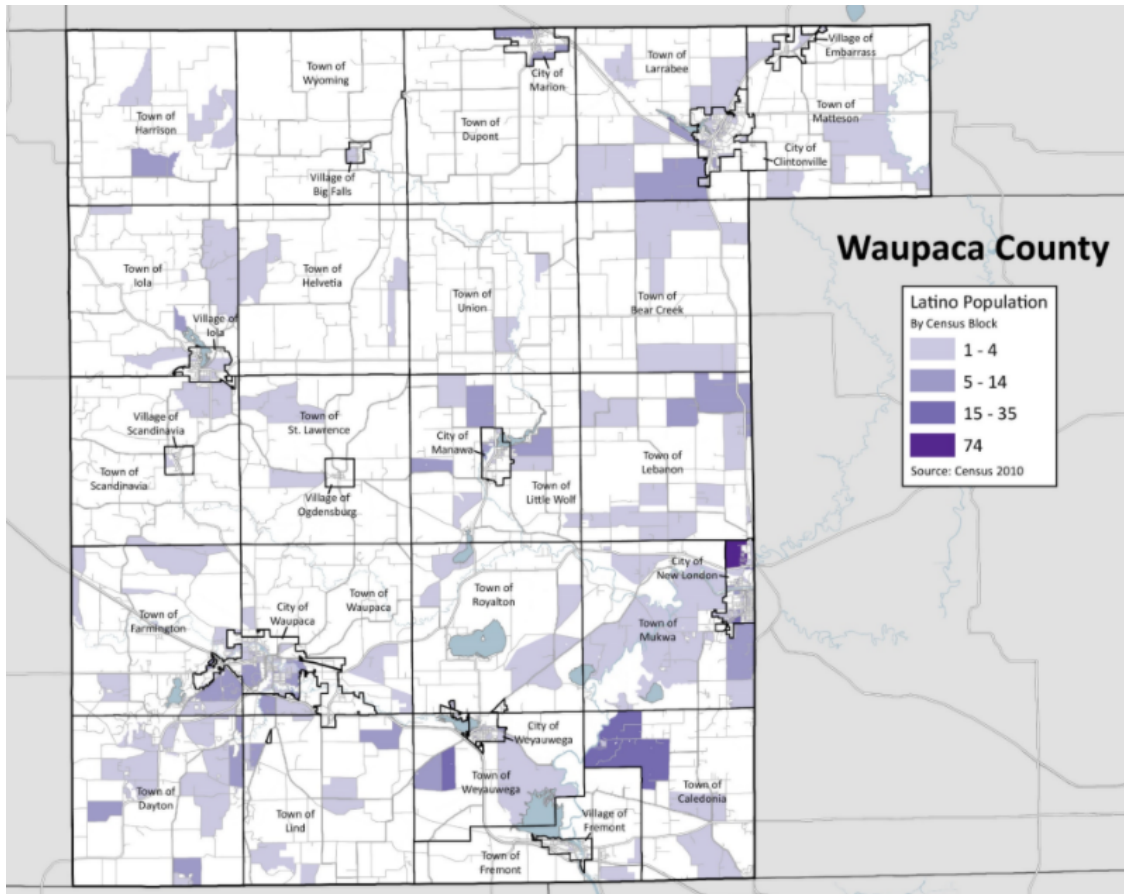 Village of
Embarrass
Town of
Wyoming
Town of
Larrabee
City of
Marion
Town of
Harrison
Town of
Dupont
Town of
Matteson
City of
Clintonville
Village of
Big Falls
Waupaca County
Town of
Iola
Town of
Helvetia
Town of
Union
Town of
Bear Creek
Latino Population
By Census Block
1 - 4
5 - 14
15 - 35
74
Source: Census 2010
Village of
Iola
Village of
Scandinavia
Town of
St. Lawrence
City of
Manawa
Town of
Lebanon
Town of
Scandinavia
Village of
Ogdensburg
Town of
Little Wolf
City of
New London
Town of
Farmington
City of
Waupaca
Town of
Waupaca
Town of
Royalton
Town of
Mukwa
City of
Weyauwega
Town of
Dayton
Town of
Lind
Town of
Weyauwega
Town of
Caledonia
Village of
Fremont
Town of
Fremont